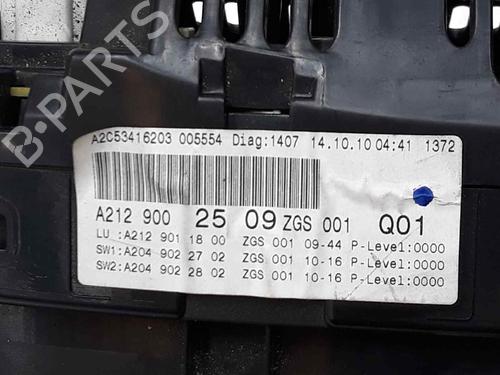 A2C53416203 005554 Diag:1407 14.10.10 04:41 1372
A212 900 25 09 ZGS 001 Q01
LU :A212 901 18 00 ZGS 001 09-44 P-Level:0000
SW1:A204 902 27 02 ZGS 001 10-16 P-Level:0000
SW2:A204 902 28 02 ZGS 001 10-16 P-Level:0000
B-PARTS